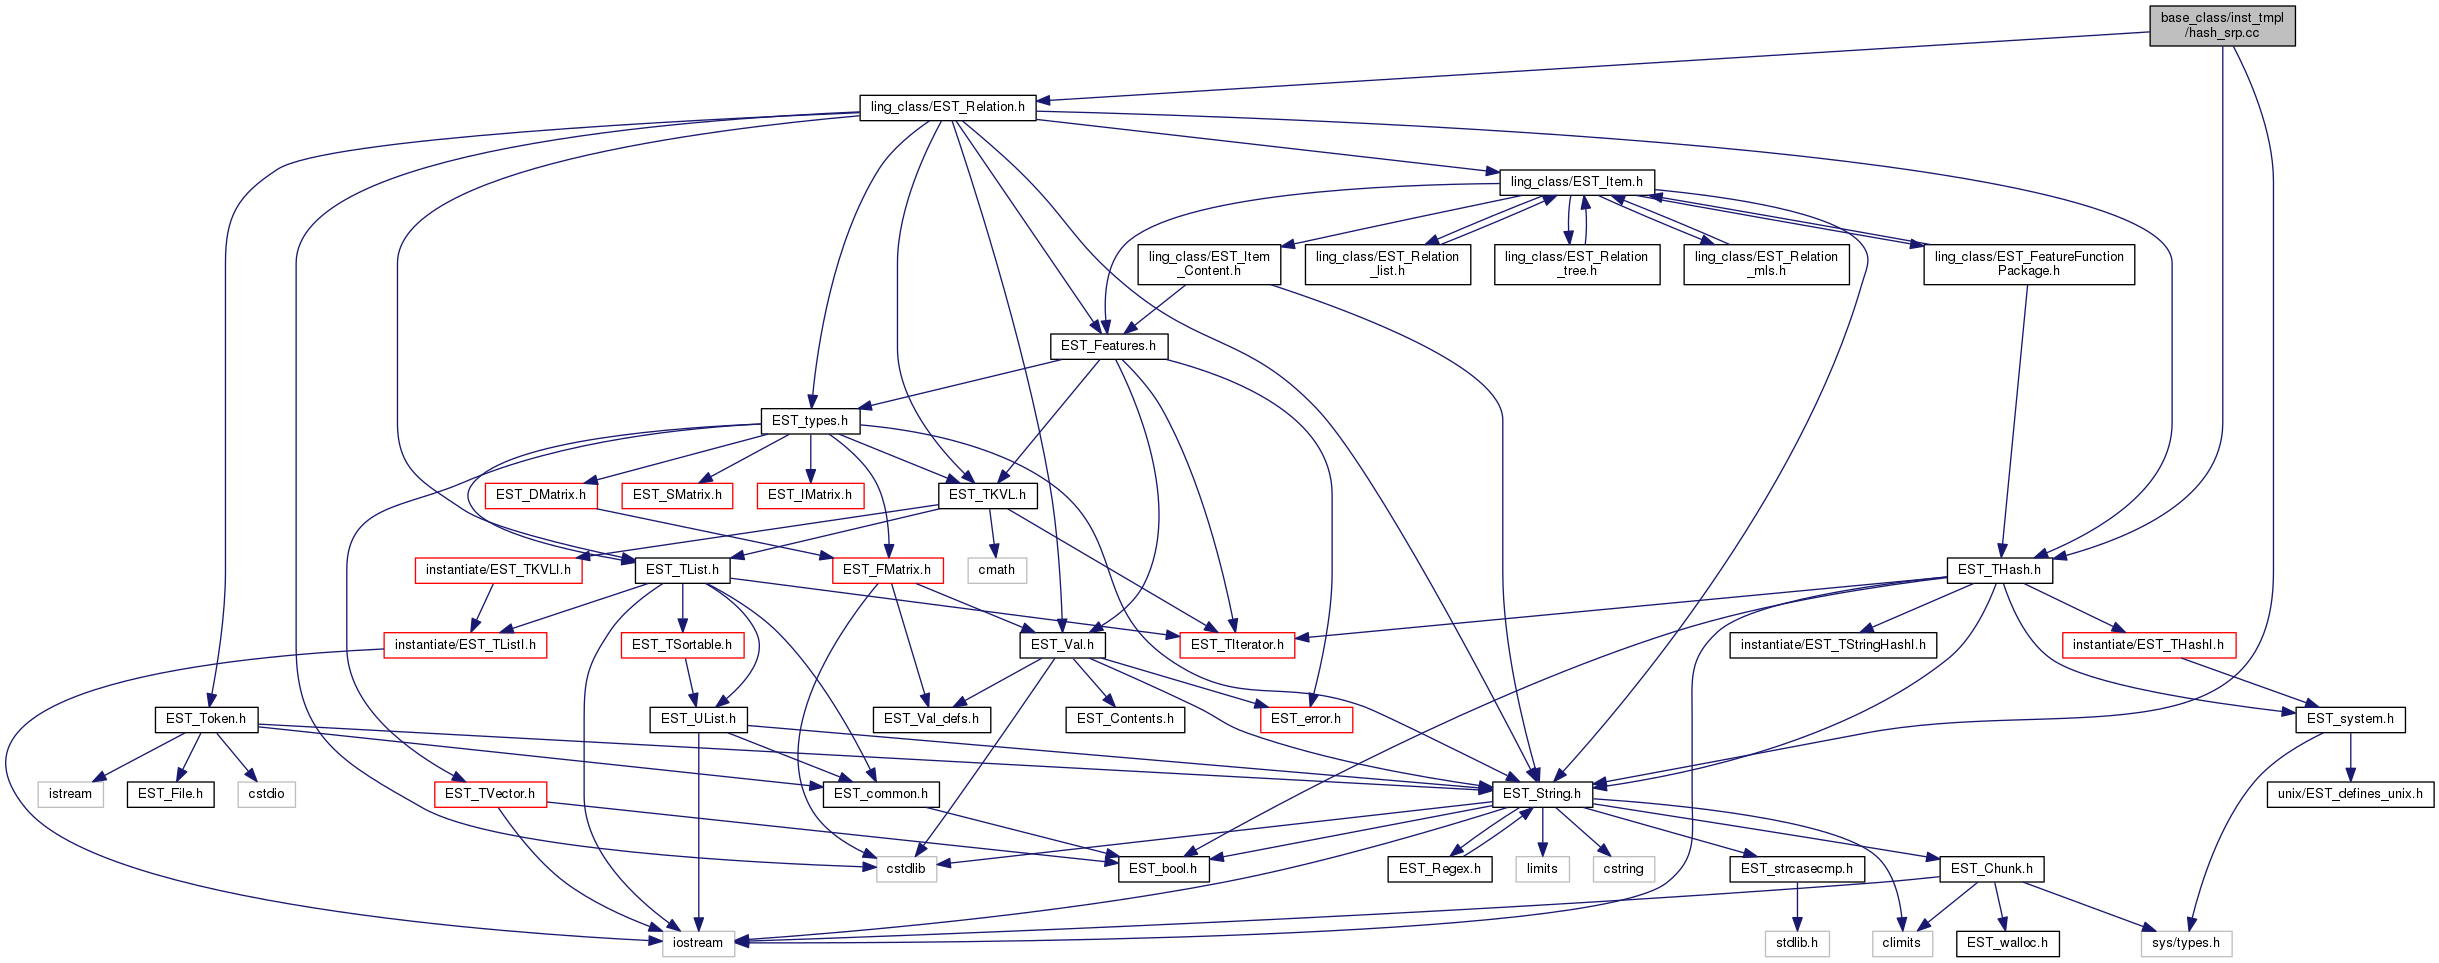 base_class/inst_tmpl
/hash_srp.cc
ling_class/EST_Relation.h
ling_class/EST_Item.h
ling_class/EST_Item
_Content.h
ling_class/EST_Relation
_list.h
ling_class/EST_Relation
_tree.h
ling_class/EST_Relation
_mls.h
ling_class/EST_FeatureFunction
Package.h
EST_Features.h
EST_types.h
EST_DMatrix.h
EST_SMatrix.h
EST_IMatrix.h
EST_TKVL.h
instantiate/EST_TKVLI.h
EST_TList.h
EST_FMatrix.h
cmath
EST_THash.h
instantiate/EST_TListI.h
EST_TSortable.h
EST_Val.h
EST_TIterator.h
instantiate/EST_TStringHashI.h
instantiate/EST_THashI.h
EST_Token.h
EST_UList.h
EST_Val_defs.h
EST_Contents.h
EST_error.h
EST_system.h
istream
EST_File.h
cstdio
EST_TVector.h
EST_common.h
EST_String.h
unix/EST_defines_unix.h
cstdlib
EST_bool.h
EST_Regex.h
limits
cstring
EST_strcasecmp.h
EST_Chunk.h
iostream
stdlib.h
climits
EST_walloc.h
sys/types.h